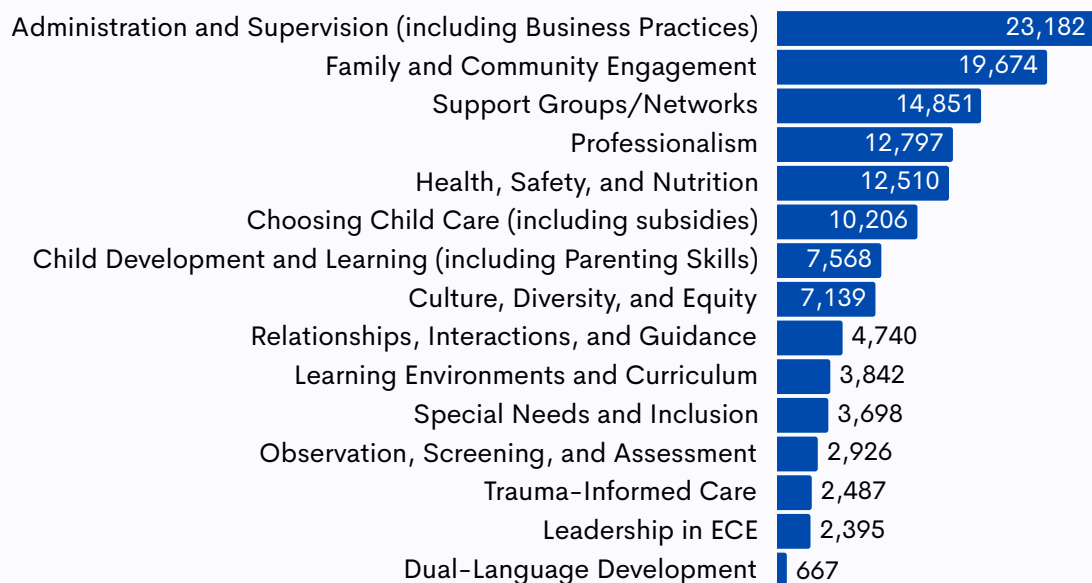 Administration and Supervision (including Business Practices) 23,182
Family and Community Engagement 19,674
Support Groups/Networks 14,851
Professionalism 12,797
Health, Safety, and Nutrition 12,510
Choosing Child Care (including subsidies) 10,206
Child Development and Learning (including Parenting Skills) 7,568
Culture, Diversity, and Equity 7,139
Relationships, Interactions, and Guidance 4,740
Learning Environments and Curriculum 3,842
Special Needs and Inclusion 3,698
Observation, Screening, and Assessment 2,926
Trauma-Informed Care 2,487
Leadership in ECE 2,395
Dual-Language Development 667